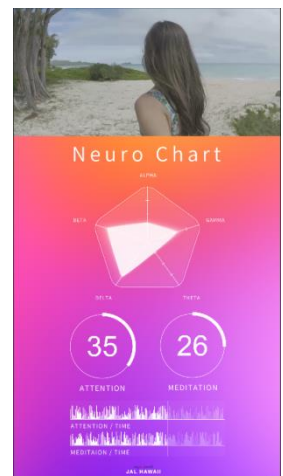 Neuro Chart
ALPHA
BETA
GAMMA
DELTA
THETA
35
26
ATTENTION
MEDITATION
ATTENTION / TIME
MEDITAION / TIME
JAL HAWAII